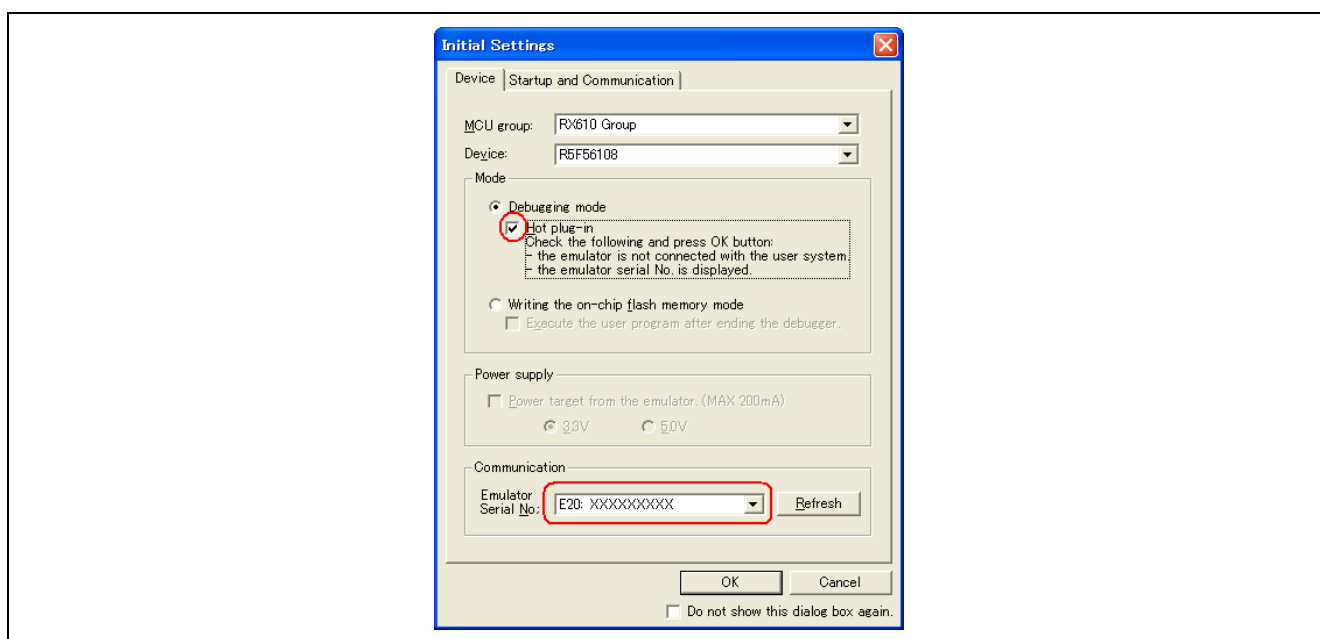 Initial Settings
Device
Startup and Communication
MCU group:
RX610 Group
Device:
R5F56108
Mode
Debugging mode
Hot plug-in
Check the following and press OK button:
- the emulator is not connected with the user system.
- the emulator serial No. is displayed.
Writing the on-chip flash memory mode
Execute the user program after ending the debugger.
Power supply
Power target from the emulator. (MAX 200mA)
3.3V 5.0V
Communication
Emulator
Serial No:
E20: XXXXXXXXX
Refresh
OK Cancel
Do not show this dialog box again.